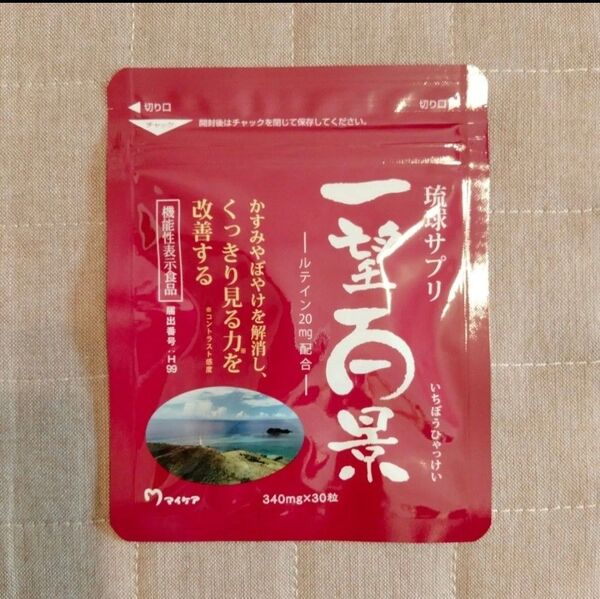 切り口
切り口
チャック
開封後はチャックを閉じて保存してください。
琉球サプリ
一望百景
いちぼうひゃっけい
ルテイン20mg配合
かすみやぼやけを解消し、
くっきり見る力※を
※コントラスト感度
改善する
機能性表示食品
届出番号:H99
マイケア
340mg×30粒